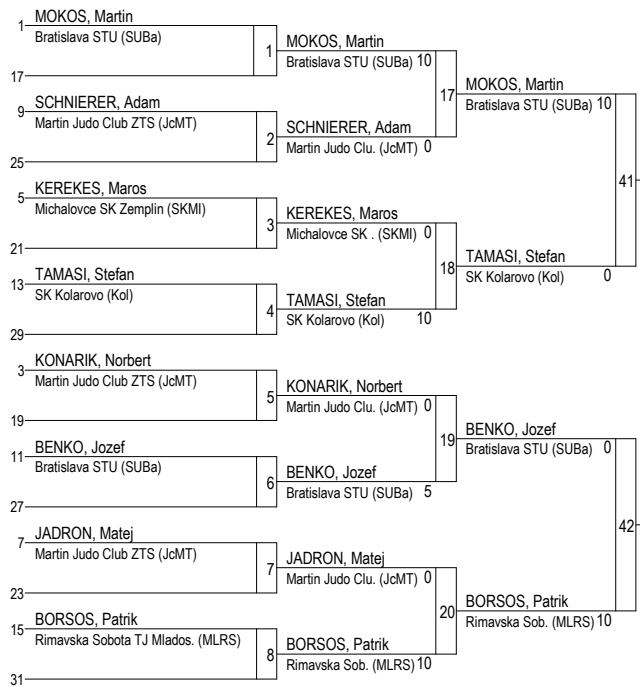 1 MOKOS, Martin
Bratislava STU (SUBa)
17
1
9 SCHNIERER, Adam
Martin Judo Club ZTS (JcMT)
25
2
5 KEREKES, Maros
Michalovce SK Zemplin (SKMI)
21
3
13 TAMASI, Stefan
SK Kolarovo (Kol)
29
4
3 KONARIK, Norbert
Martin Judo Club ZTS (JcMT)
19
5
11 BENKO, Jozef
Bratislava STU (SUBa)
27
6
7 JADRON, Matej
Martin Judo Club ZTS (JcMT)
23
7
15 BORSOS, Patrik
Rimavska Sobota TJ Mlados. (MLRS)
31
8
MOKOS, Martin
Bratislava STU (SUBa) 10
17
SCHNIERER, Adam
Martin Judo Clu. (JcMT) 0
KEREKES, Maros
Michalovce SK . (SKMI) 0
18
TAMASI, Stefan
SK Kolarovo (Kol) 10
KONARIK, Norbert
Martin Judo Clu. (JcMT) 0
19
BENKO, Jozef
Bratislava STU (SUBa) 5
JADRON, Matej
Martin Judo Clu. (JcMT) 0
20
BORSOS, Patrik
Rimavska Sob. (MLRS) 10
MOKOS, Martin
Bratislava STU (SUBa) 10
41
TAMASI, Stefan
SK Kolarovo (Kol) 0
BENKO, Jozef
Bratislava STU (SUBa) 0
42
BORSOS, Patrik
Rimavska Sob. (MLRS) 10